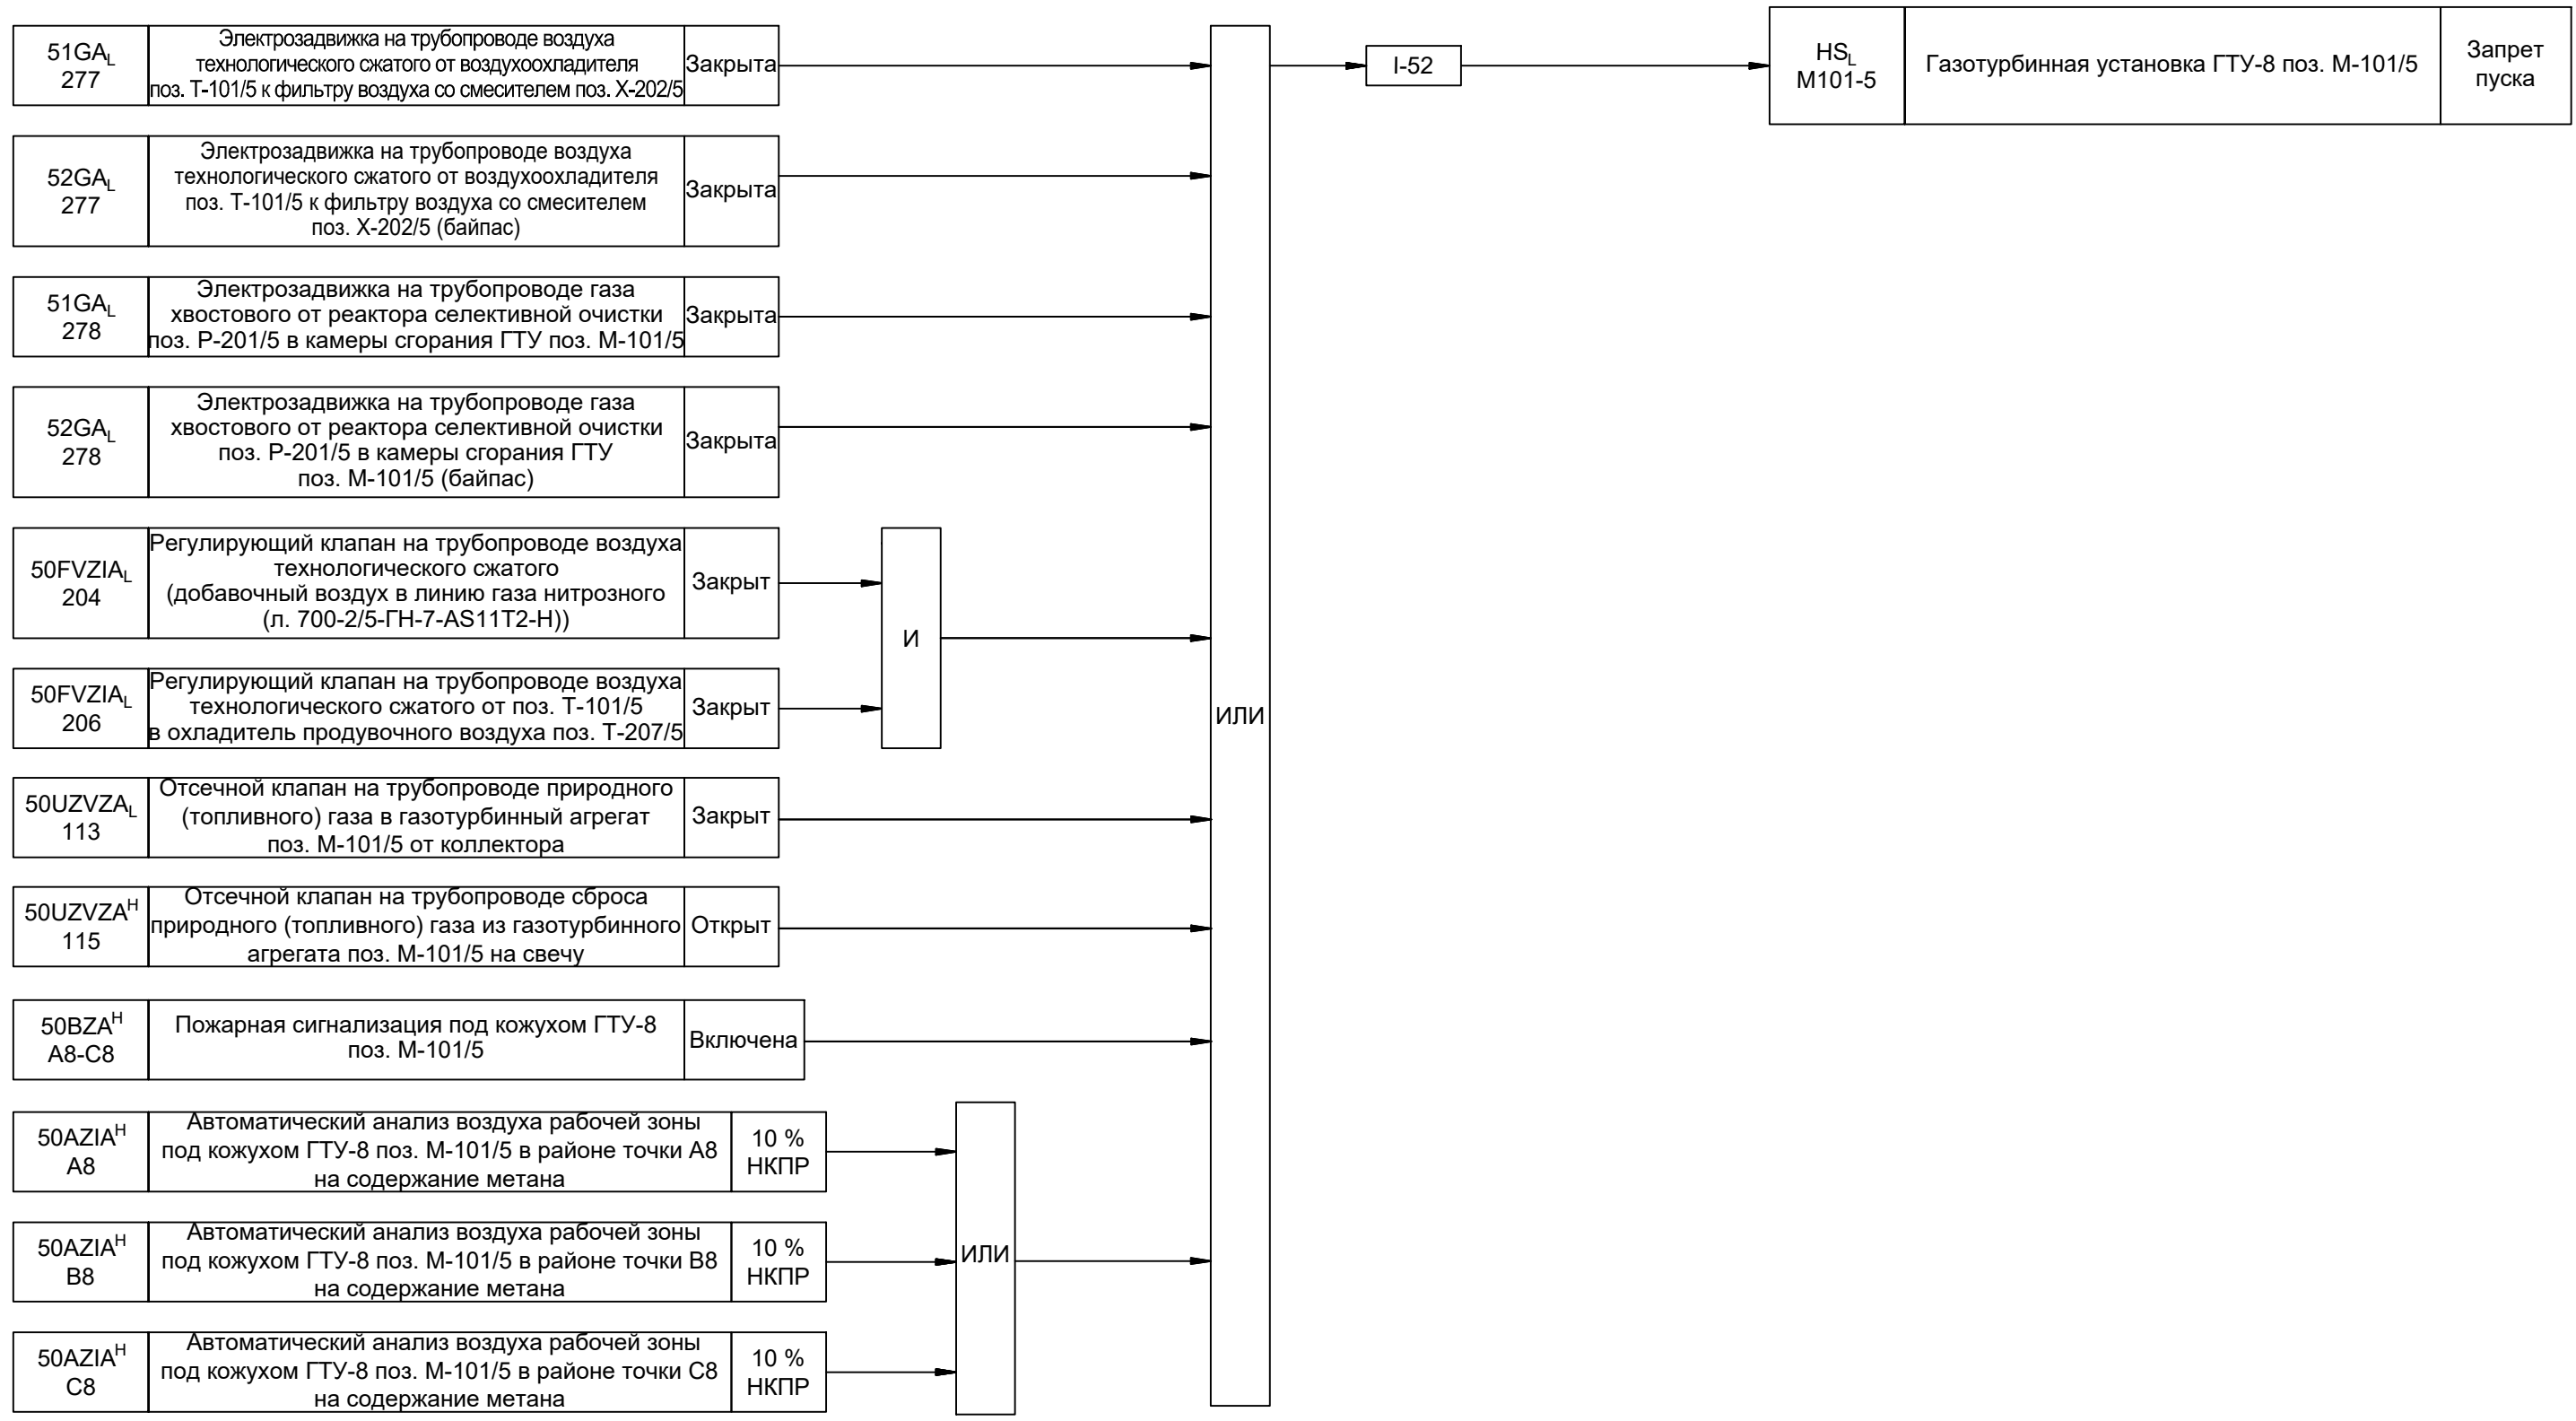 51GAL
277
Электрозадвижка на трубопроводе воздуха
технологического сжатого от воздухоохладителя
поз. Т-101/5 к фильтру воздуха со смесителем поз. Х-202/5
Закрыта
I-52
HSL
M101-5
Газотурбинная установка ГТУ-8 поз. М-101/5
Запрет
пуска
52GAL
277
Электрозадвижка на трубопроводе воздуха
технологического сжатого от воздухоохладителя
поз. Т-101/5 к фильтру воздуха со смесителем
поз. Х-202/5 (байпас)
Закрыта
51GAL
278
Электрозадвижка на трубопроводе газа
хвостового от реактора селективной очистки
поз. Р-201/5 в камеры сгорания ГТУ поз. М-101/5
Закрыта
52GAL
278
Электрозадвижка на трубопроводе газа
хвостового от реактора селективной очистки
поз. Р-201/5 в камеры сгорания ГТУ
поз. М-101/5 (байпас)
Закрыта
50FVZIAL
204
Регулирующий клапан на трубопроводе воздуха
технологического сжатого
(добавочный воздух в линию газа нитрозного
(л. 700-2/5-ГН-7-AS11T2-Н))
Закрыт
И
50FVZIAL
206
Регулирующий клапан на трубопроводе воздуха
технологического сжатого от поз. Т-101/5
в охладитель продувочного воздуха поз. Т-207/5
Закрыт
ИЛИ
50UZVZAL
113
Отсечной клапан на трубопроводе природного
(топливного) газа в газотурбинный агрегат
поз. М-101/5 от коллектора
Закрыт
50UZVZAH
115
Отсечной клапан на трубопроводе сброса
природного (топливного) газа из газотурбинного
агрегата поз. М-101/5 на свечу
Открыт
50BZAH
A8-C8
Пожарная сигнализация под кожухом ГТУ-8
поз. М-101/5
Включена
50AZIAH
A8
Автоматический анализ воздуха рабочей зоны
под кожухом ГТУ-8 поз. М-101/5 в районе точки А8
на содержание метана
10 %
НКПР
50AZIAH
B8
Автоматический анализ воздуха рабочей зоны
под кожухом ГТУ-8 поз. М-101/5 в районе точки В8
на содержание метана
10 %
НКПР
ИЛИ
50AZIAH
C8
Автоматический анализ воздуха рабочей зоны
под кожухом ГТУ-8 поз. М-101/5 в районе точки С8
на содержание метана
10 %
НКПР